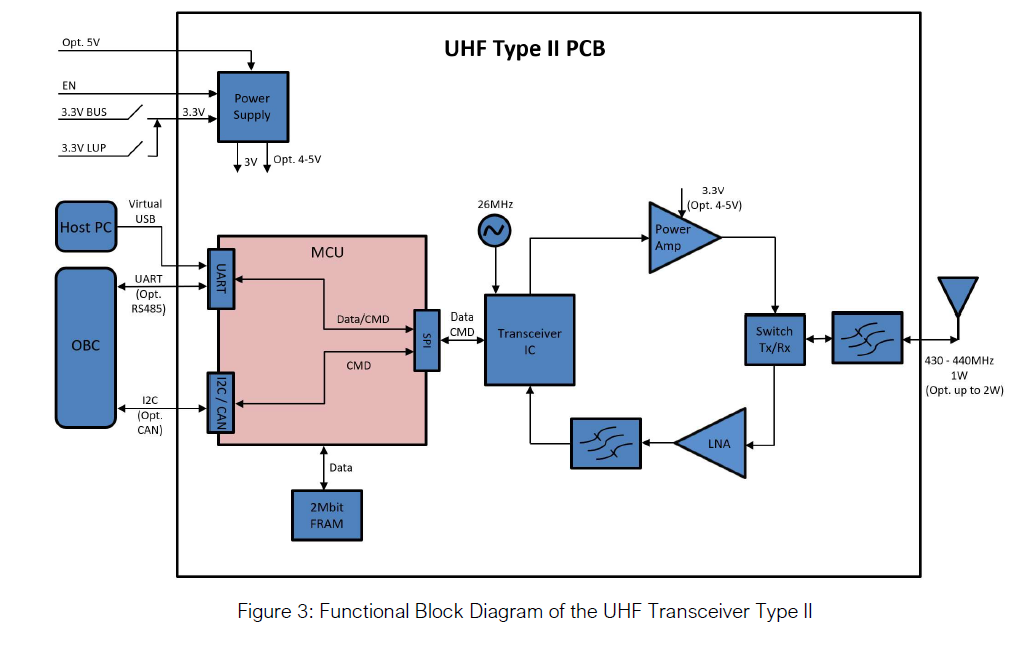 UHF Type II PCB
Opt. 5V
EN
3.3V BUS
3.3V
3.3V LUP
Power
Supply
3V
Opt. 4-5V
Host PC
Virtual
USB
OBC
UART
(Opt.
RS485)
I2C
(Opt.
CAN)
MCU
UART
I2C / CAN
Data/CMD
CMD
SPI
Data
CMD
Data
2Mbit
FRAM
26MHz
Transceiver
IC
3.3V
(Opt. 4-5V)
Power
Amp
Switch
Tx/Rx
LNA
430 - 440MHz
1W
(Opt. up to 2W)
Figure 3: Functional Block Diagram of the UHF Transceiver Type II